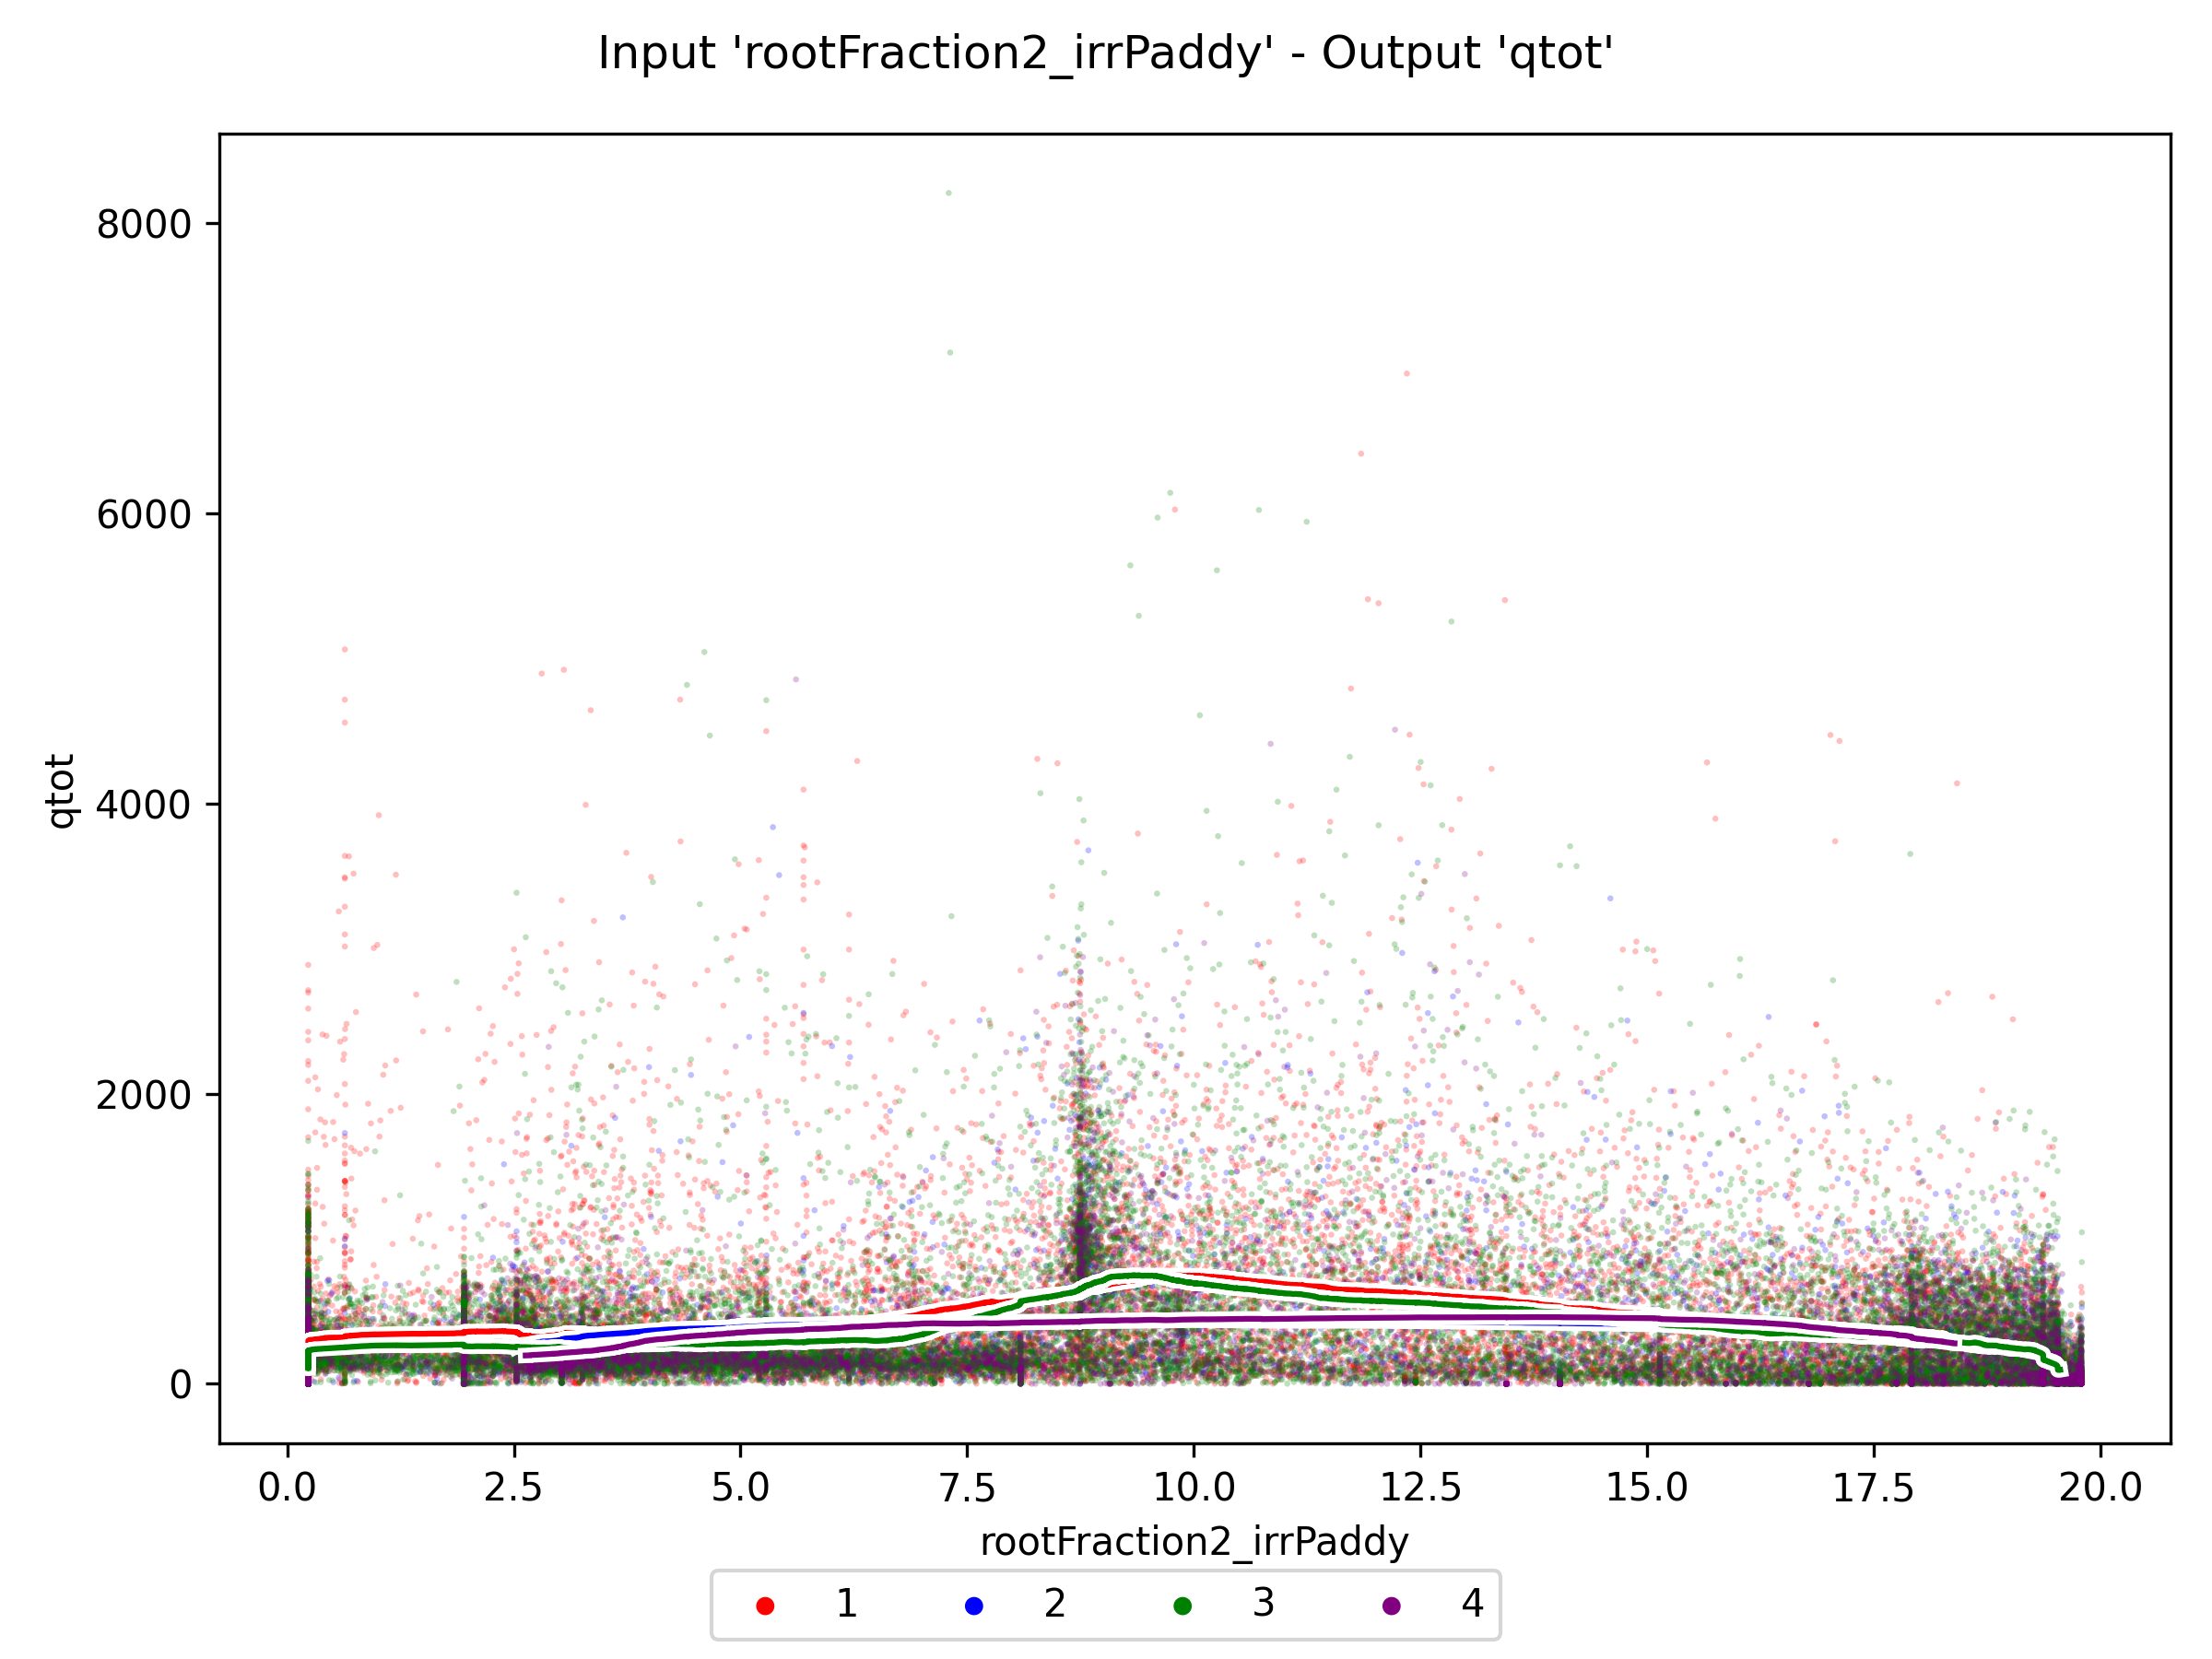 Input 'rootFraction2_irrPaddy' - Output 'qtot'
8000
6000
4000
2000
0
qtot
0.0 2.5 5.0 7.5 10.0 12.5 15.0 17.5 20.0
rootFraction2_irrPaddy
1 2 3 4